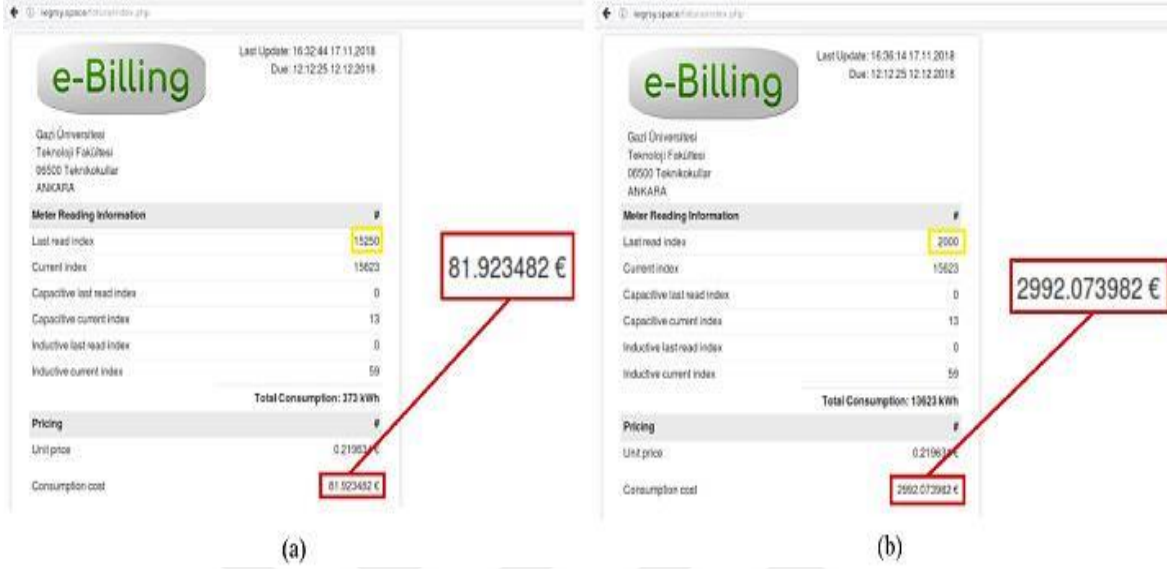 Last Update: 16:32:44 17.11.2018
Due: 12:12:25 12.12.2018
e-Billing
Gazi Üniversitesi
Teknoloji Fakültesi
06500 Teknikokullar
ANKARA
Meter Reading Information #
Last read index 15250
Current index 15623
Capacitive last read index 0
Capacitive current index 13
Inductive last read index 0
Inductive current index 59
Total Consumption: 373 kWh
Pricing #
Unit price 0.219634 €
Consumption cost 81.923482 €
81.923482 €
(a)
Last Update: 16:36:14 17.11.2018
Due: 12:12:25 12.12.2018
e-Billing
Gazi Üniversitesi
Teknoloji Fakültesi
06500 Teknikokullar
ANKARA
Meter Reading Information #
Last read index 2000
Current index 15623
Capacitive last read index 0
Capacitive current index 13
Inductive last read index 0
Inductive current index 59
Total Consumption: 13623 kWh
Pricing #
Unit price 0.219634 €
Consumption cost 2992.073982 €
2992.073982 €
(b)